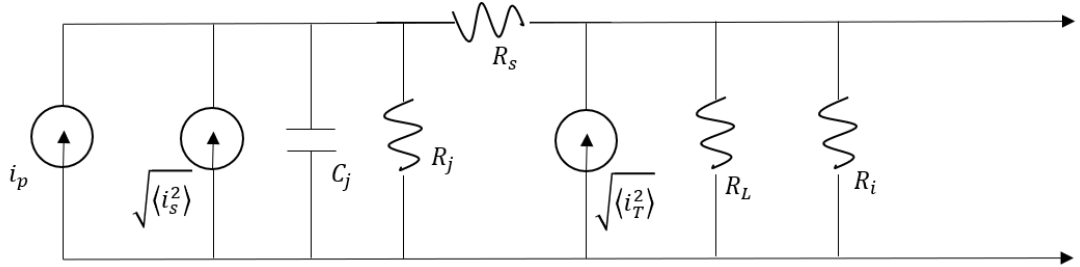 R_s
i_p
√⟨i_s^2⟩
C_j
R_j
√⟨i_T^2⟩
R_L
R_i